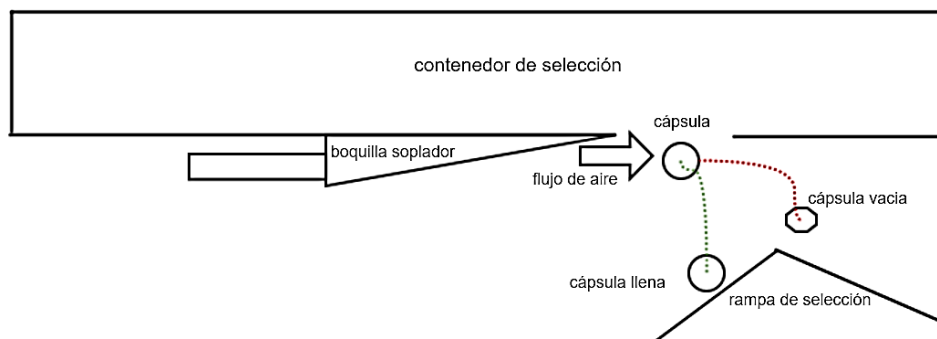 contenedor de selección
cápsula
boquilla soplador
flujo de aire
cápsula vacia
cápsula llena
rampa de selección